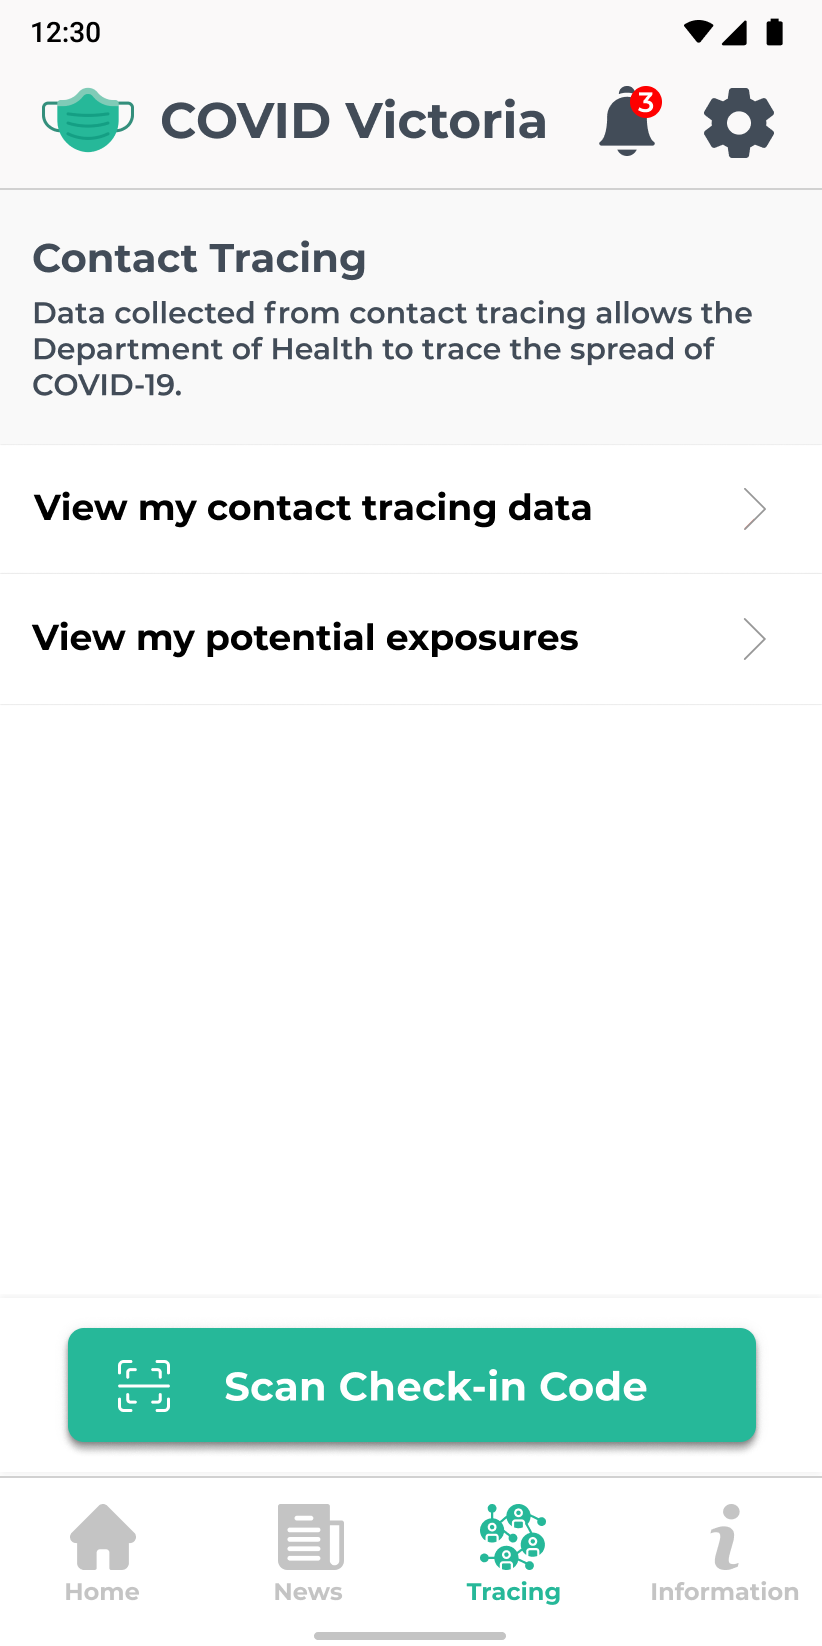 12:30
COVID Victoria
3
Contact Tracing
Data collected from contact tracing allows the
Department of Health to trace the spread of
COVID-19.
View my contact tracing data
View my potential exposures
Scan Check-in Code
Home
News
Tracing
Information